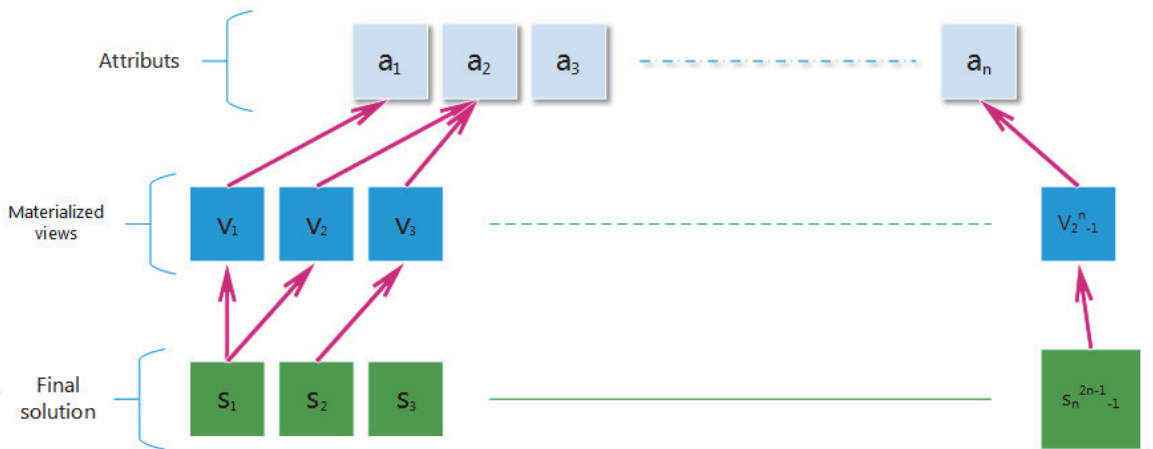 Attributs
a₁ a₂ a₃ aₙ
Materialized
views
V₁ V₂ V₃ V₂ⁿ-1
Final
solution
S₁ S₂ S₃ sₙ²ⁿ⁻¹-1